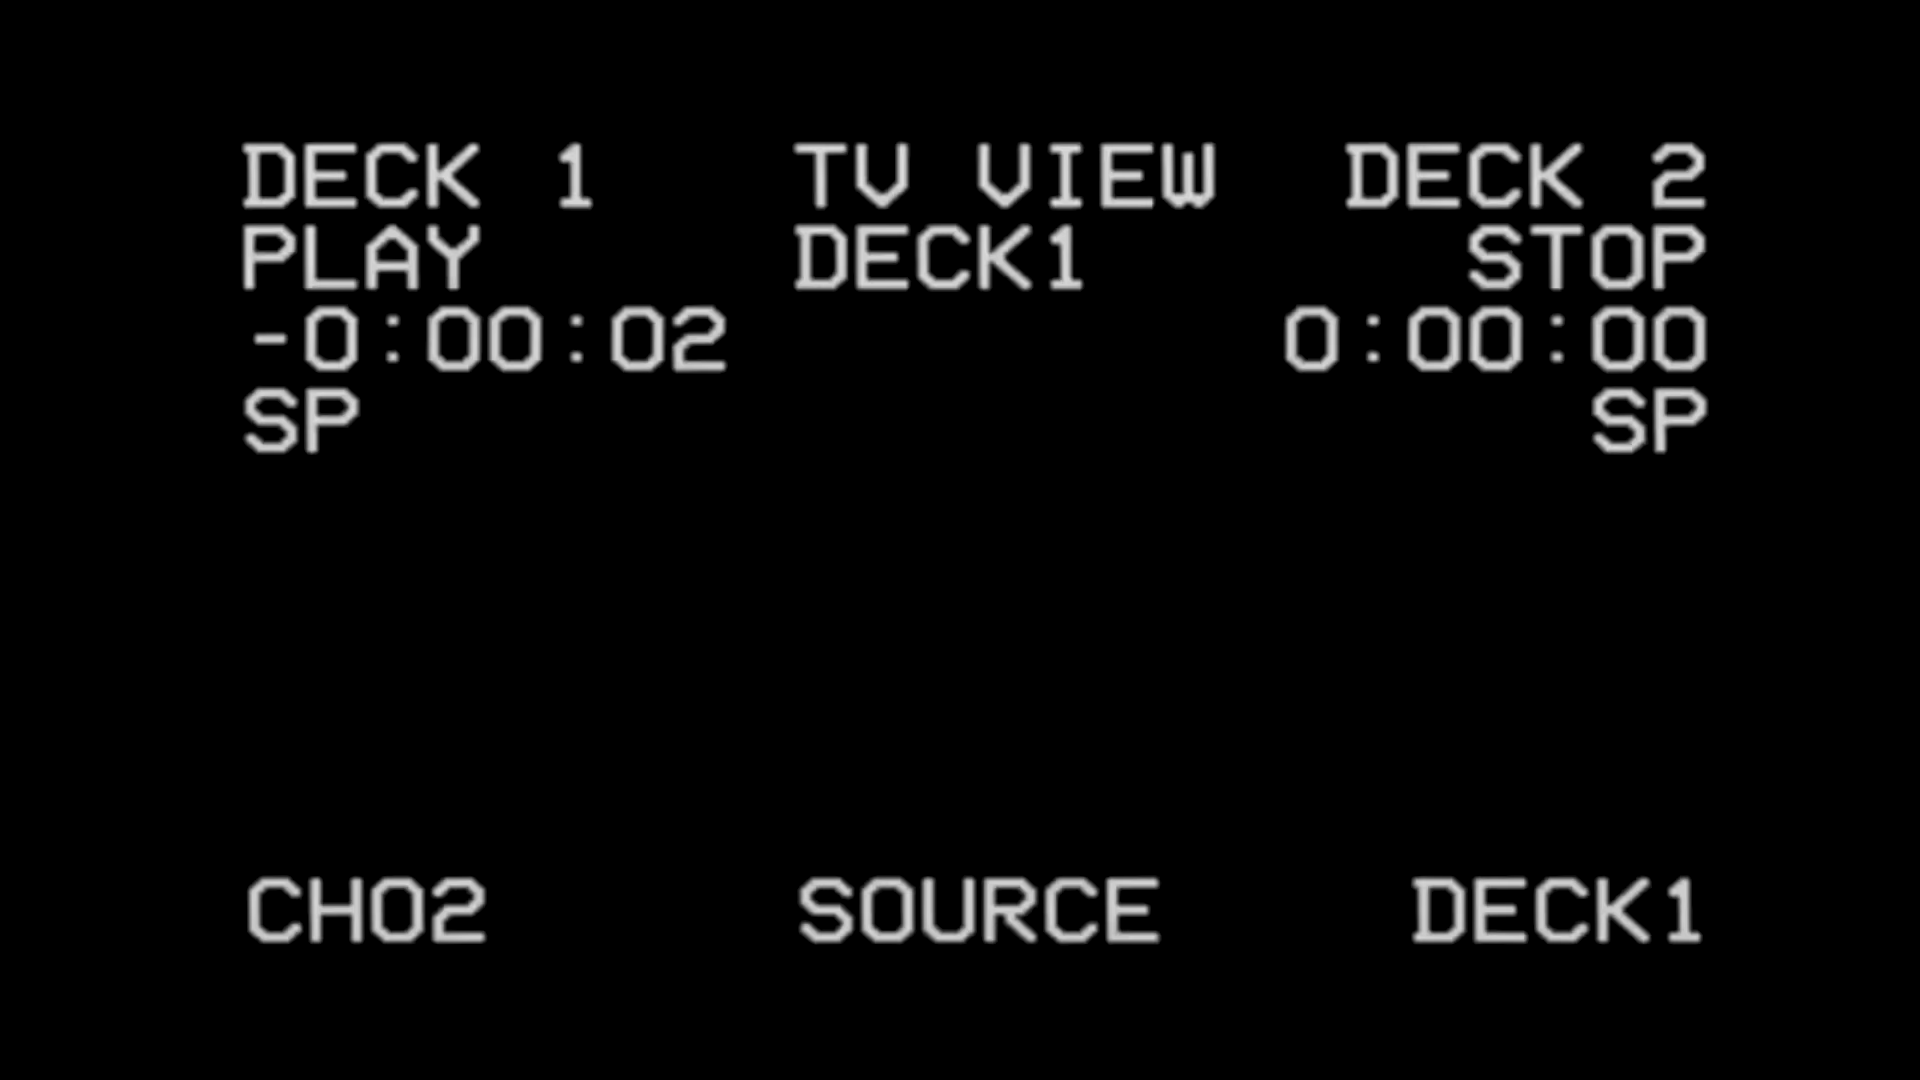 DECK 1 TV VIEW DECK 2
PLAY DECK1 STOP
-0:00:02 0:00:00
SP SP
CH02 SOURCE DECK1